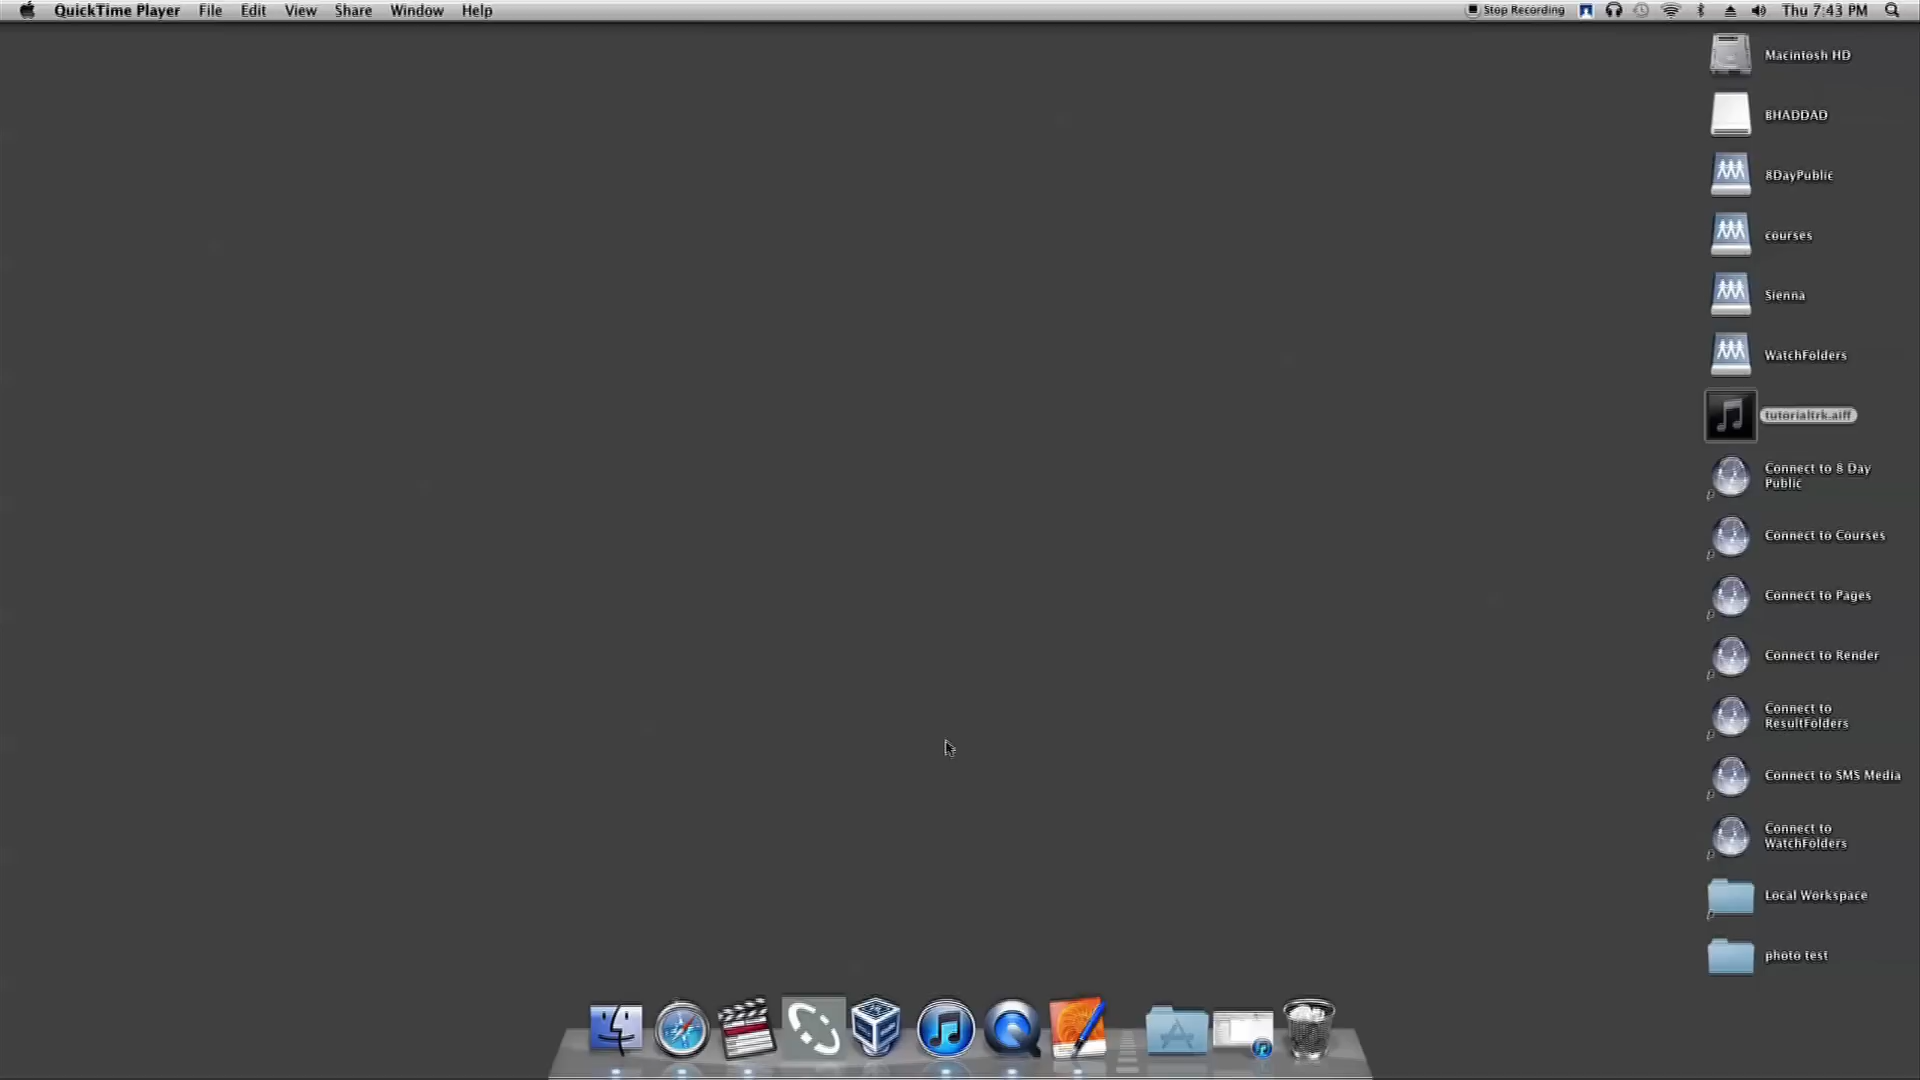 QuickTime Player File Edit View Share Window Help Stop Recording Thu 7:43 PM
Macintosh HD
BHADDAD
8DayPublic
courses
Sienna
WatchFolders
tutorialtrk.aiff
Connect to 8 Day
Public
Connect to Courses
Connect to Pages
Connect to Render
Connect to
ResultFolders
Connect to SMS Media
Connect to
WatchFolders
Local Workspace
photo test